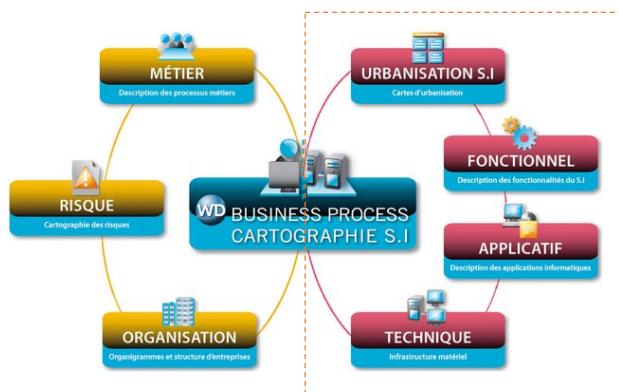 MÉTIER
Description des processus métiers
URBANISATION S.I
Cartes d'urbanisation
FONCTIONNEL
Description des fonctionnalités du S.I
RISQUE
Cartographie des risques
WD
BUSINESS PROCESS
CARTOGRAPHIE S.I
APPLICATIF
Description des applications informatiques
ORGANISATION
Organigrammes et structure d'entreprises
TECHNIQUE
Infrastructure matériel